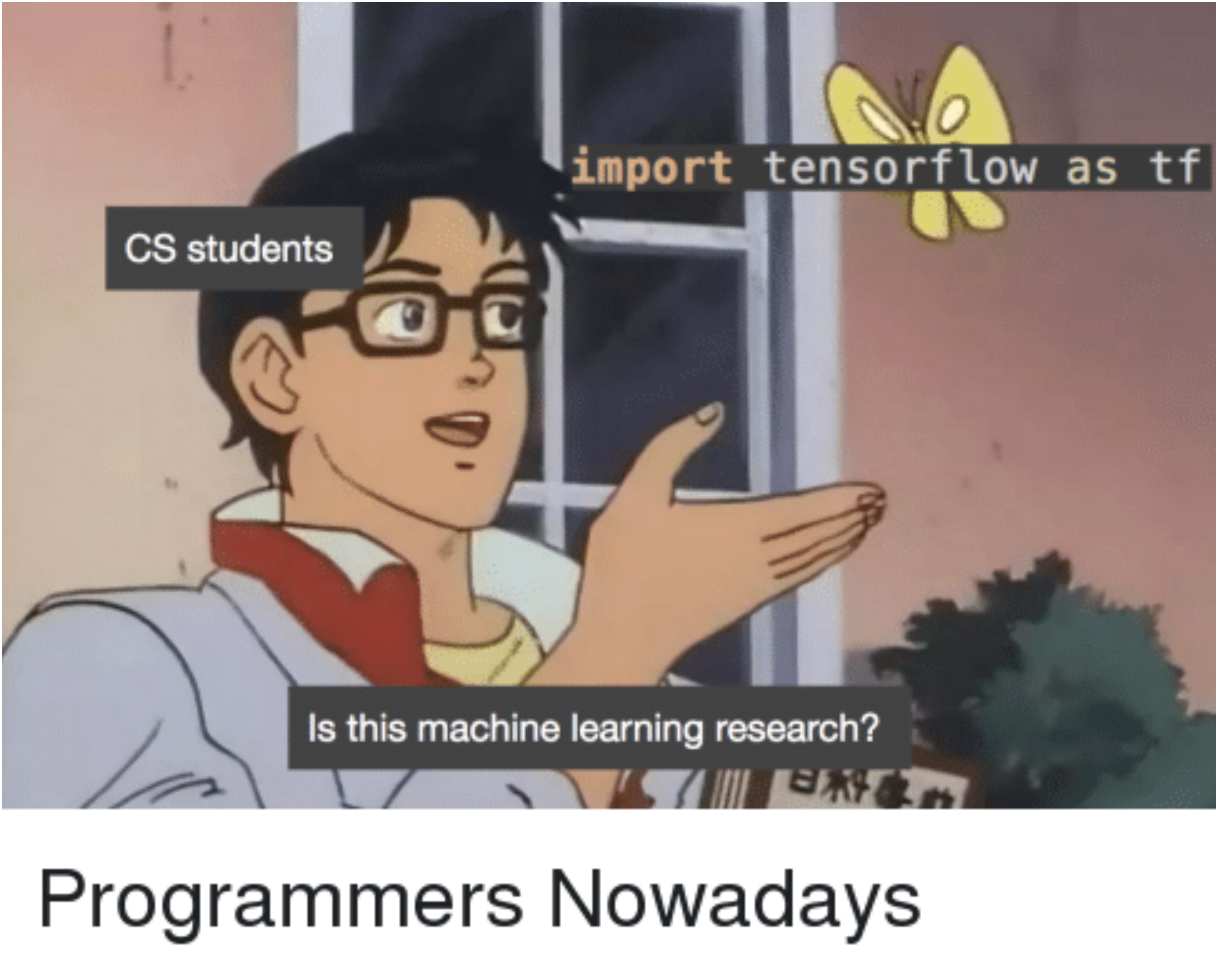 import tensorflow as tf
CS students
Is this machine learning research?
Programmers Nowadays